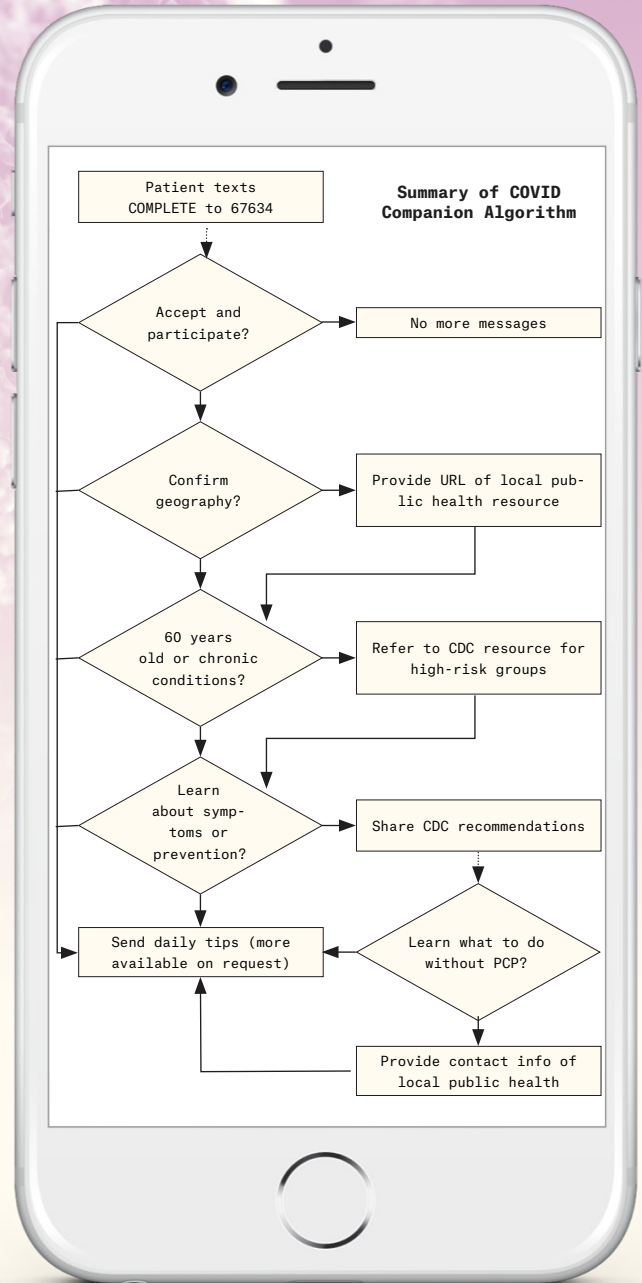 Patient texts
COMPLETE to 67634
Summary of COVID
Companion Algorithm
Accept and
participate?
No more messages
Confirm
geography?
Provide URL of local pub-
lic health resource
60 years
old or chronic
conditions?
Refer to CDC resource for
high-risk groups
Learn
about symp-
toms or
prevention?
Share CDC recommendations
Send daily tips (more
available on request)
Learn what to do
without PCP?
Provide contact info of
local public health